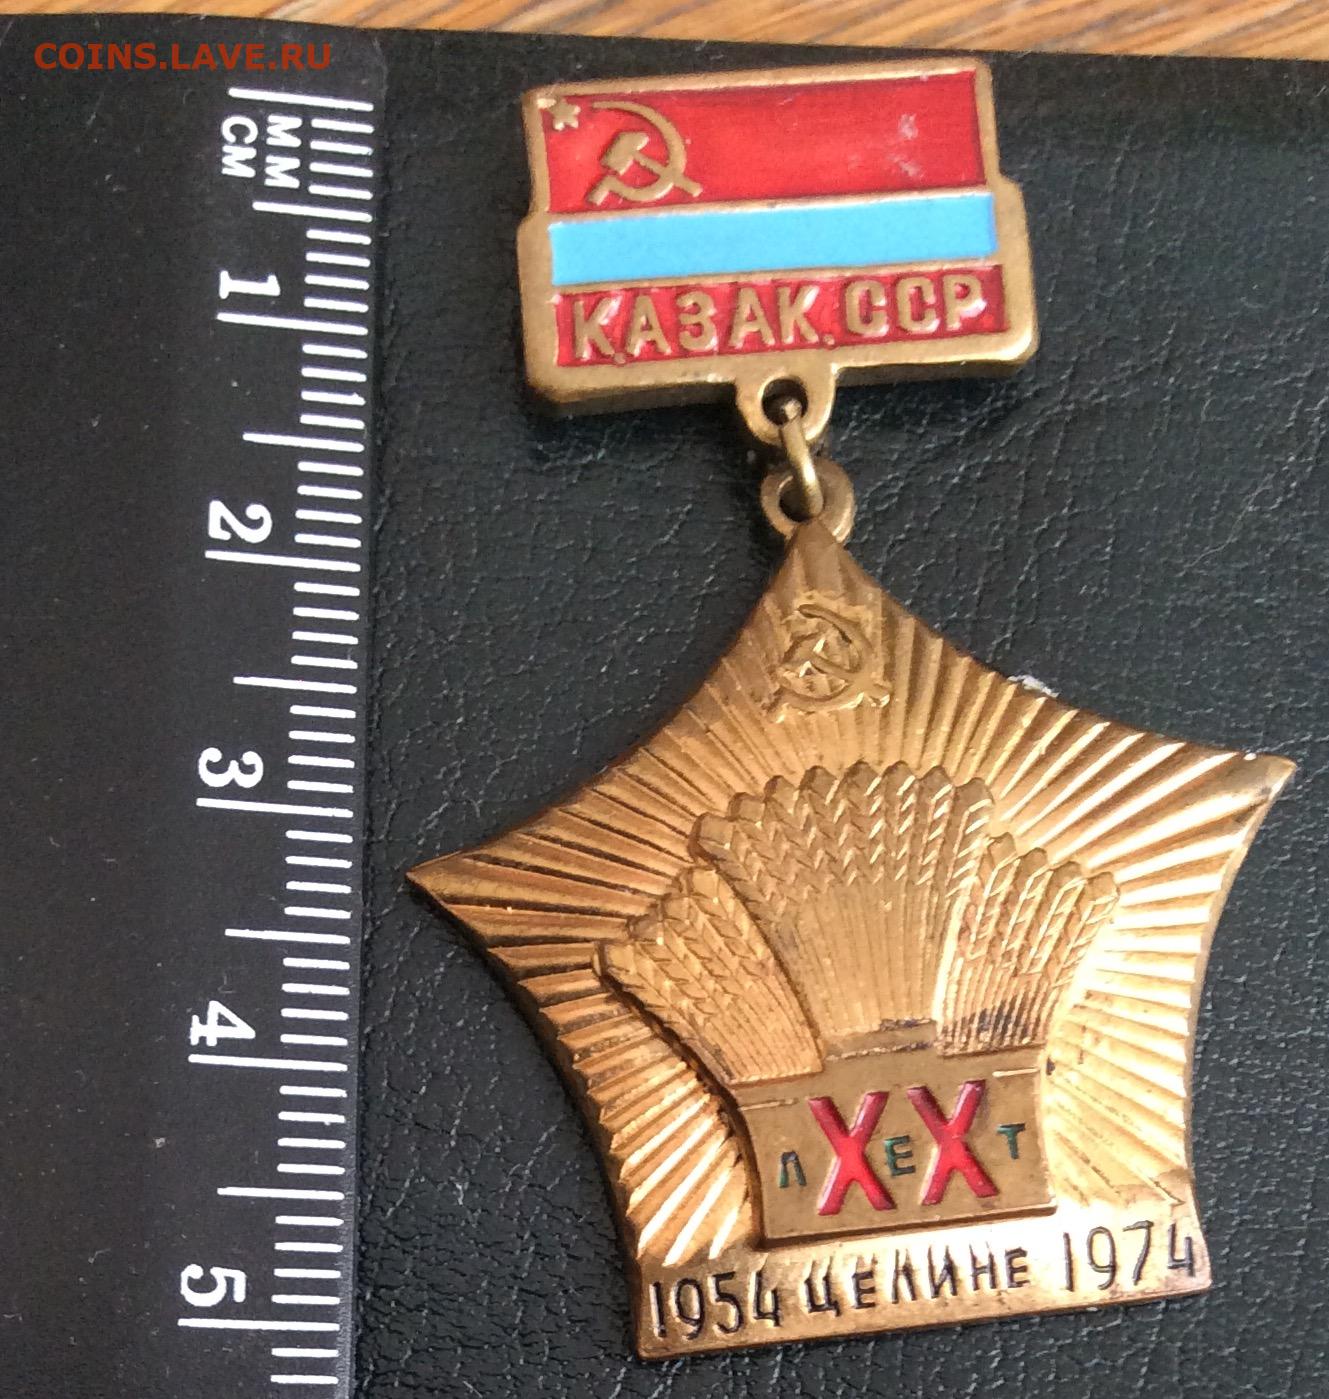 COINS.LAVE.RU
ММ
СМ
1
2
3
4
5
ҚАЗАҚ ССР
XX
ЛЕТ
1954 ЦЕЛИНЕ 1974